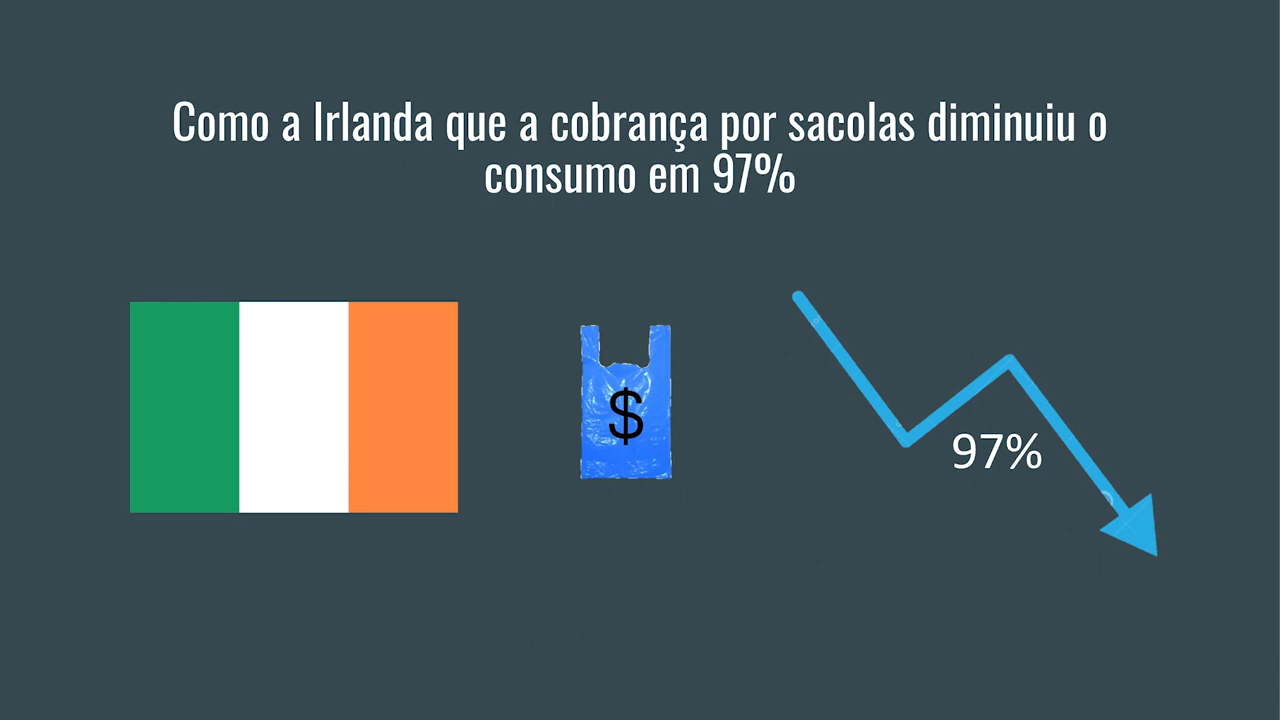 Como a Irlanda que a cobrança por sacolas diminuiu o
consumo em 97%
$
97%